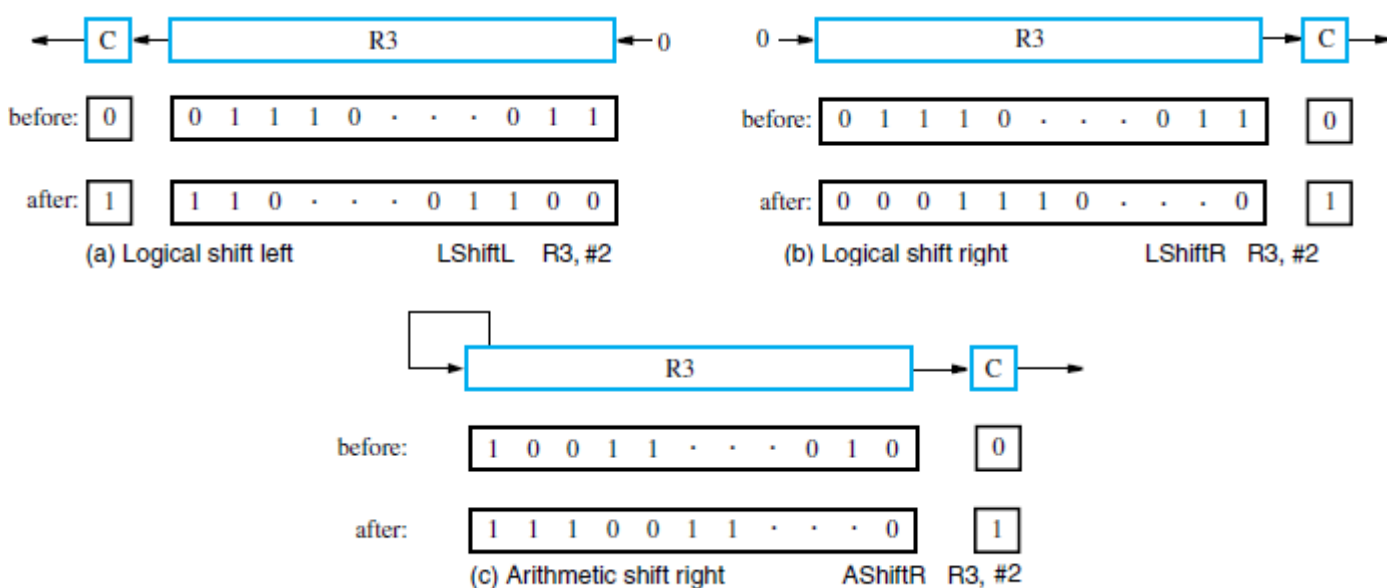 C R3 0
before: 0 0 1 1 1 0 · · · 0 1 1
after: 1 1 1 0 · · · 0 1 1 0 0
(a) Logical shift left LShiftL R3, #2
0 R3 C
before: 0 1 1 1 0 · · · 0 1 1 0
after: 0 0 0 1 1 1 0 · · · 0 1
(b) Logical shift right LShiftR R3, #2
R3 C
before: 1 0 0 1 1 · · · 0 1 0 0
after: 1 1 1 0 0 1 1 · · · 0 1
(c) Arithmetic shift right AShiftR R3, #2